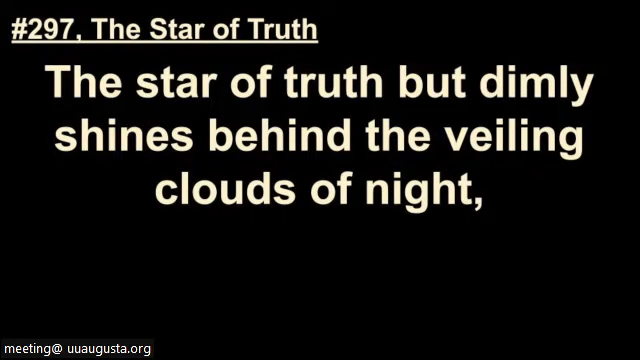 #297, The Star of Truth
The star of truth but dimly
shines behind the veiling
clouds of night,
meeting@ uuaugusta.org